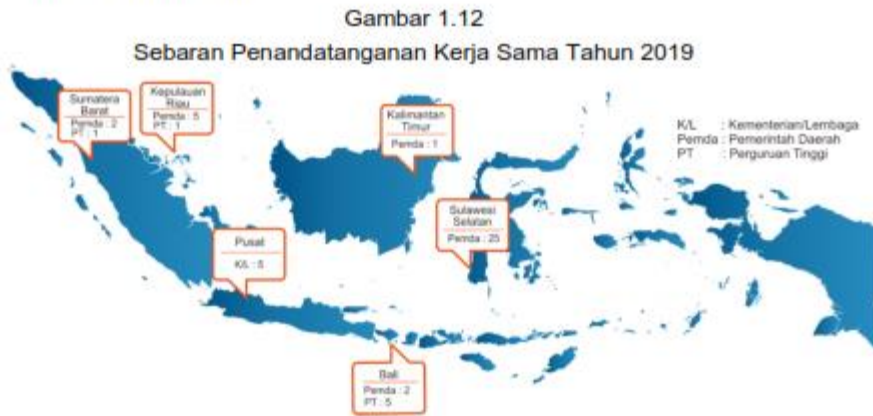 Gambar 1.12
Sebaran Penandatanganan Kerja Sama Tahun 2019
Sumatera
Barat
Pemda : 2
PT : 1
Kepulauan
Riau
Pemda : 5
PT : 1
Kalimantan
Timur
Pemda : 1
K/L : Kementerian/Lembaga
Pemda : Pemerintah Daerah
PT : Perguruan Tinggi
Sulawesi
Selatan
Pemda : 25
Pusat
K/L : 5
Bali
Pemda : 2
PT : 5